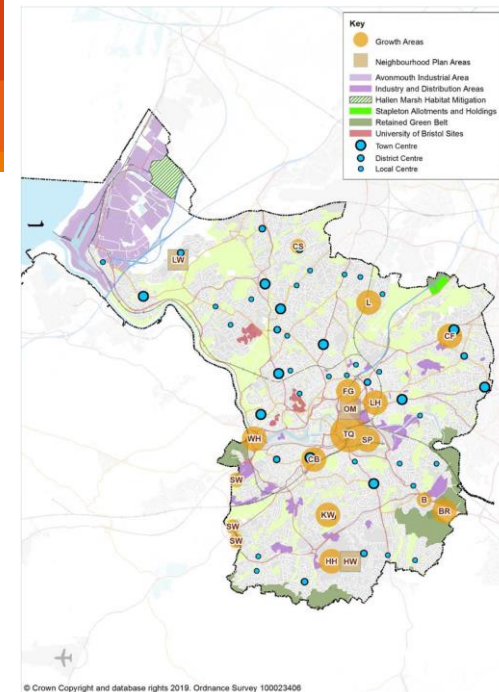 Key
Growth Areas
Neighbourhood Plan Areas
Avonmouth Industrial Area
Industry and Distribution Areas
Hallen Marsh Habitat Mitigation
Stapleton Allotments and Holdings
Retained Green Belt
University of Bristol Sites
Town Centre
District Centre
Local Centre
1
LW
CS
L
CF
FG
OM
LH
TQ
SP
WH
CB
SW
B
BR
KW
SW
SW
HH
HW
© Crown Copyright and database rights 2019. Ordnance Survey 100023406